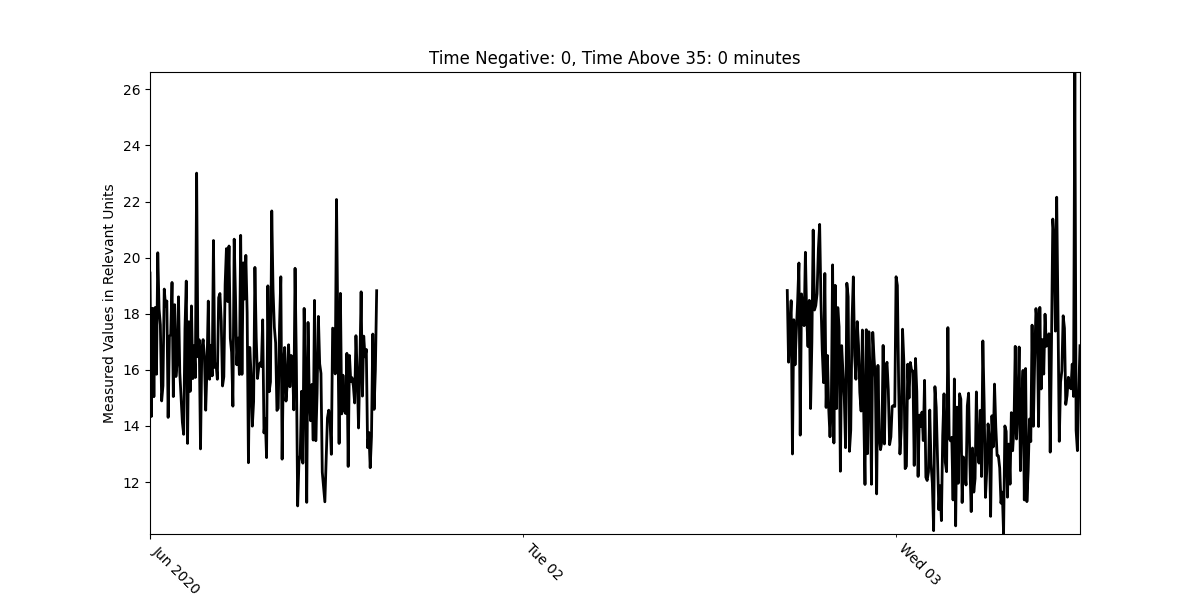 Time Negative: 0, Time Above 35: 0 minutes
Measured Values in Relevant Units
26
24
22
20
18
16
14
12
Jun 2020
Tue 02
Wed 03